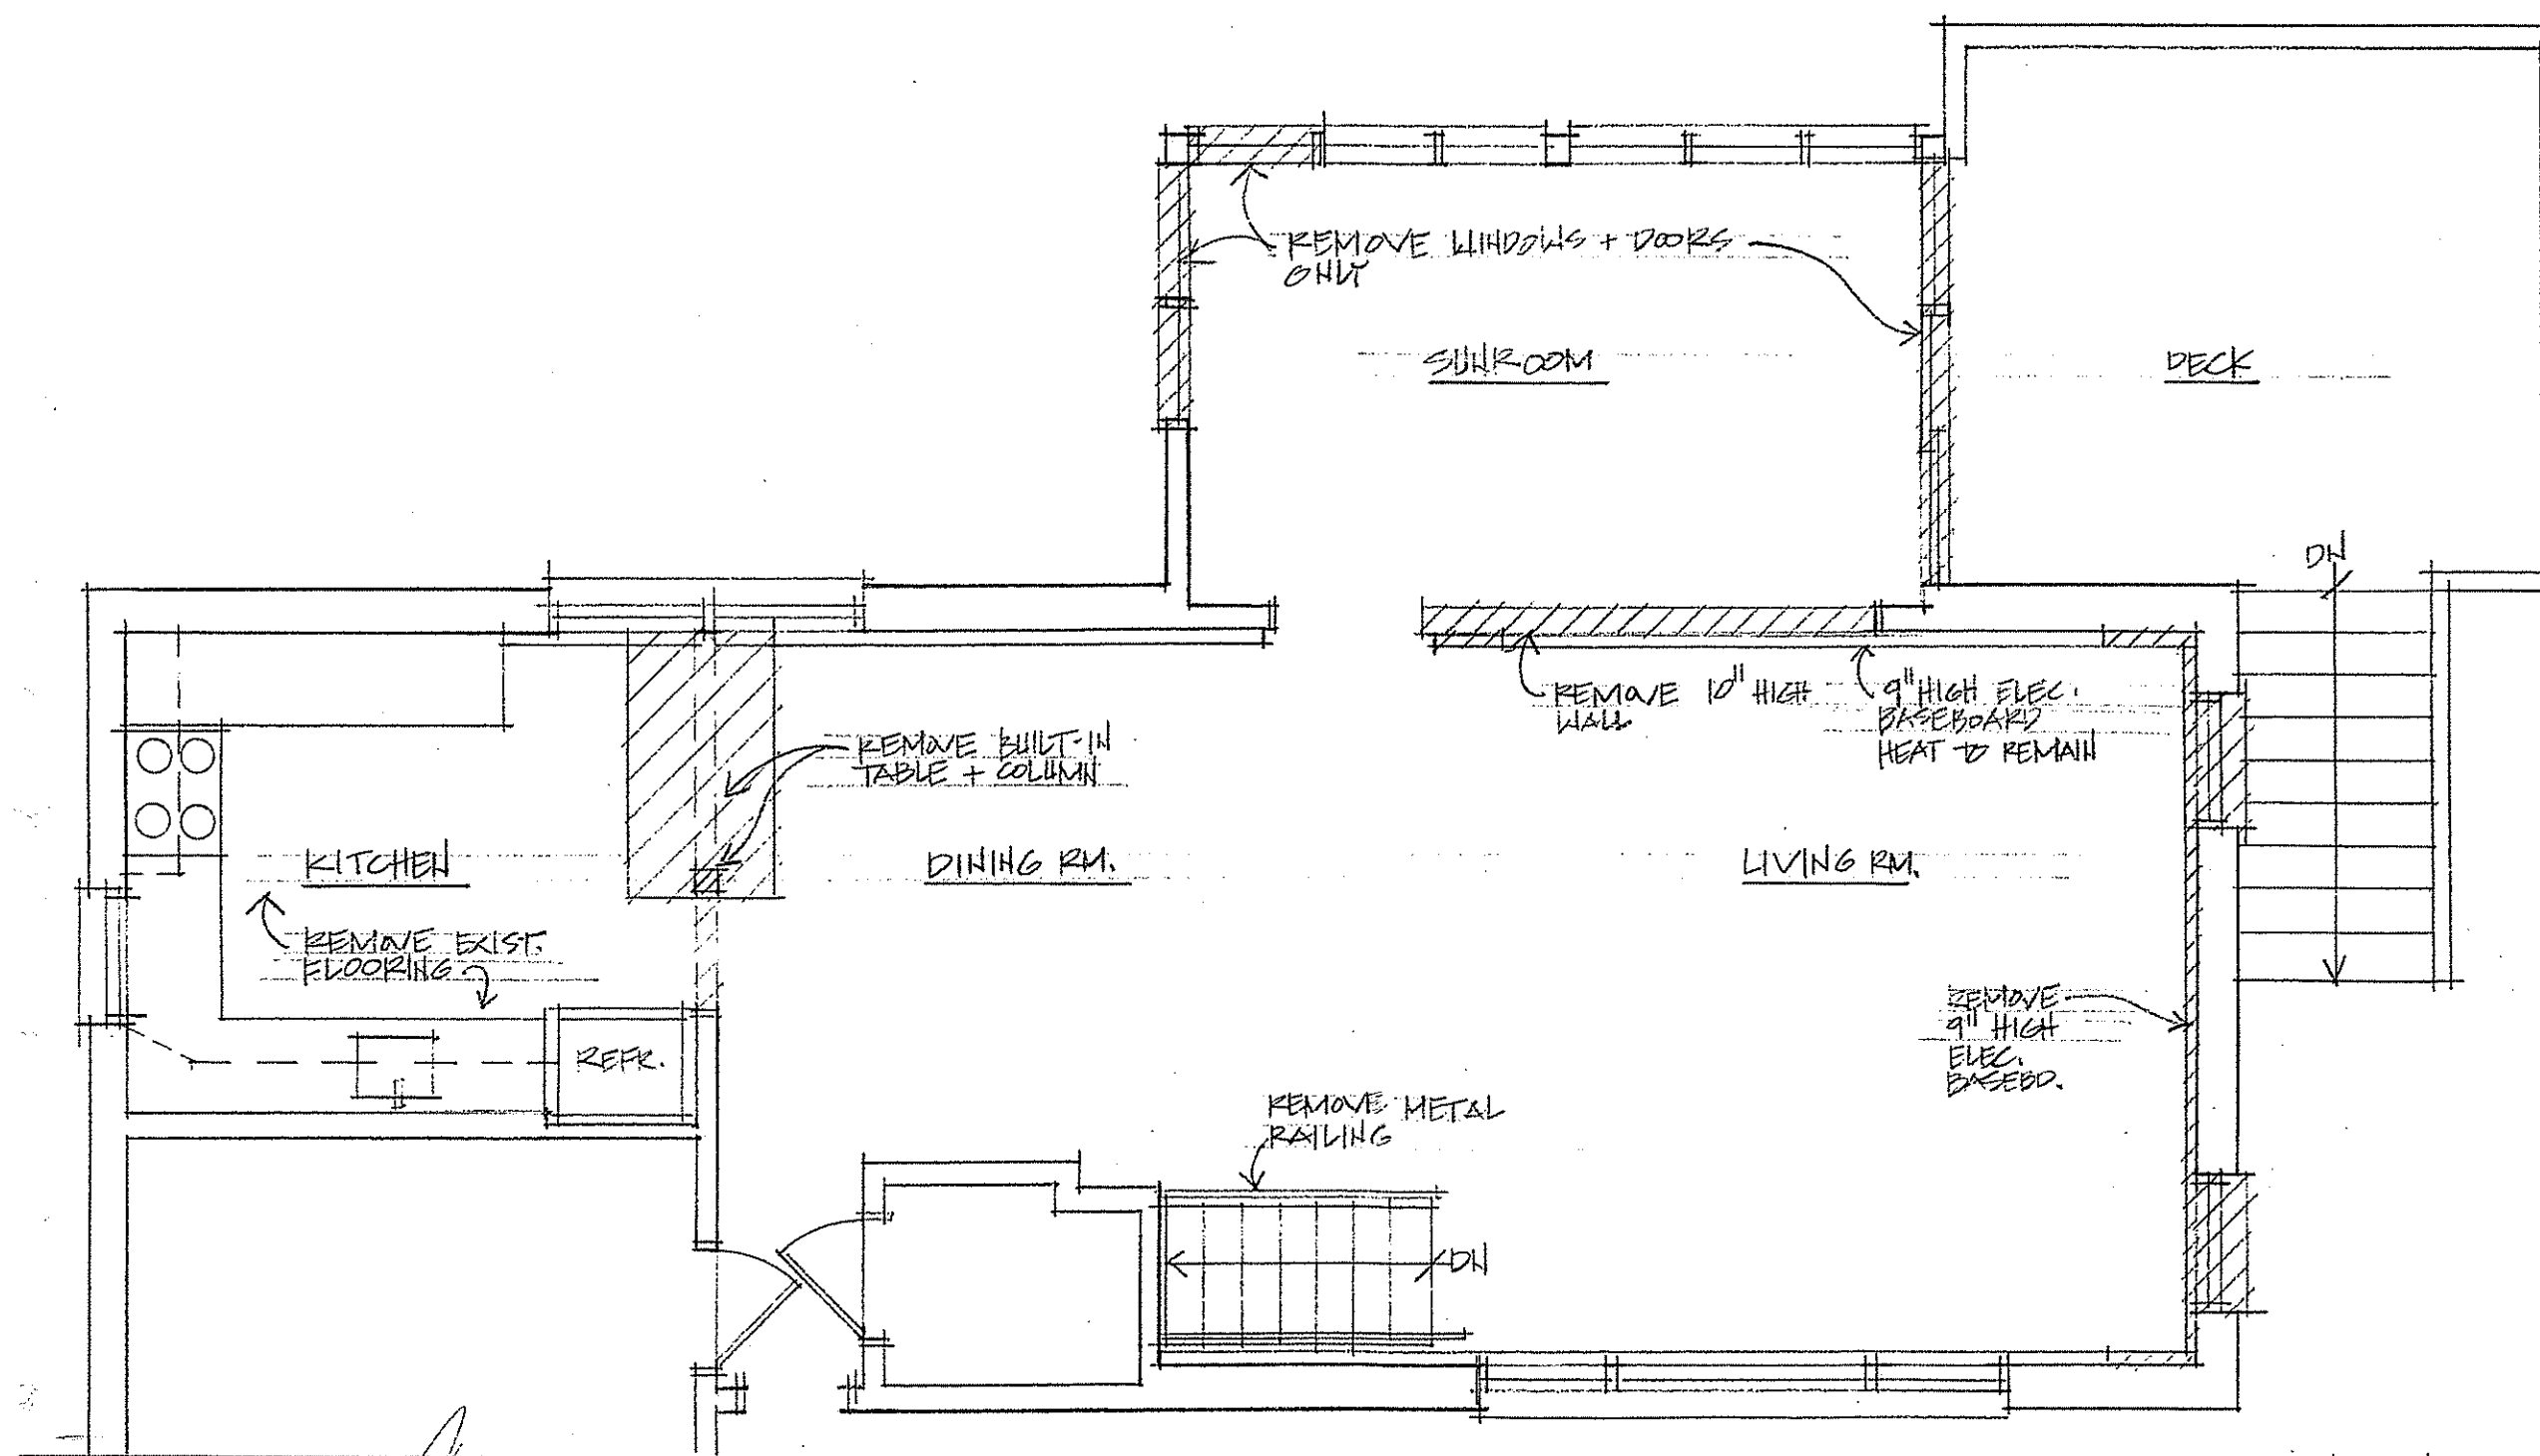 REMOVE WINDOWS + DOORS
ONLY
SUNROOM
DECK
DN
REMOVE 10" HIGH
WALL
9" HIGH ELEC.
BASEBOARD
HEAT TO REMAIN
REMOVE BUILT-IN
TABLE + COLUMN
KITCHEN
DINING RM.
LIVING RM.
REMOVE EXIST.
FLOORING
REFR.
REMOVE
9" HIGH
ELEC.
BASEBD.
REMOVE METAL
RAILING
DN